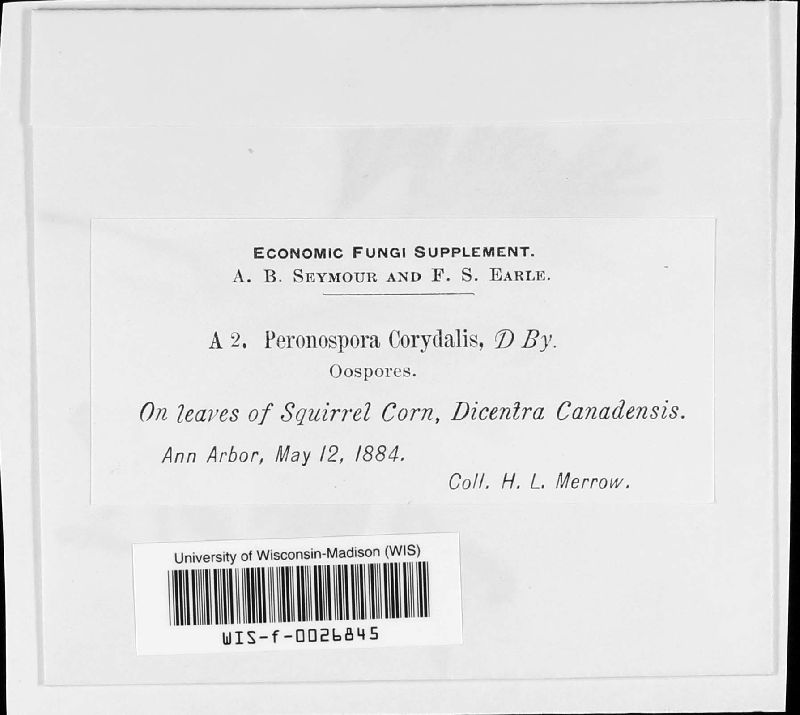 ECONOMIC FUNGI SUPPLEMENT.
A. B. SEYMOUR AND F. S. EARLE.
A 2. Peronospora Corydalis, D By.
Oospores.
On leaves of Squirrel Corn, Dicentra Canadensis.
Ann Arbor, May 12, 1884.
Coll. H. L. Merrow.
University of Wisconsin-Madison (WIS)
WIS-f-0026845